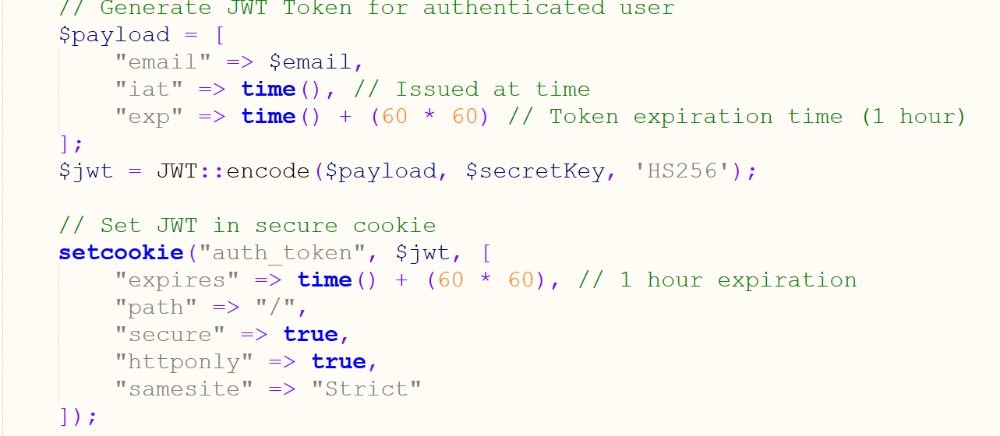 // Generate JWT Token for authenticated user
$payload = [
    "email" => $email,
    "iat" => time(), // Issued at time
    "exp" => time() + (60 * 60) // Token expiration time (1 hour)
];
$jwt = JWT::encode($payload, $secretKey, 'HS256');

// Set JWT in secure cookie
setcookie("auth_token", $jwt, [
    "expires" => time() + (60 * 60), // 1 hour expiration
    "path" => "/",
    "secure" => true,
    "httponly" => true,
    "samesite" => "Strict"
]);